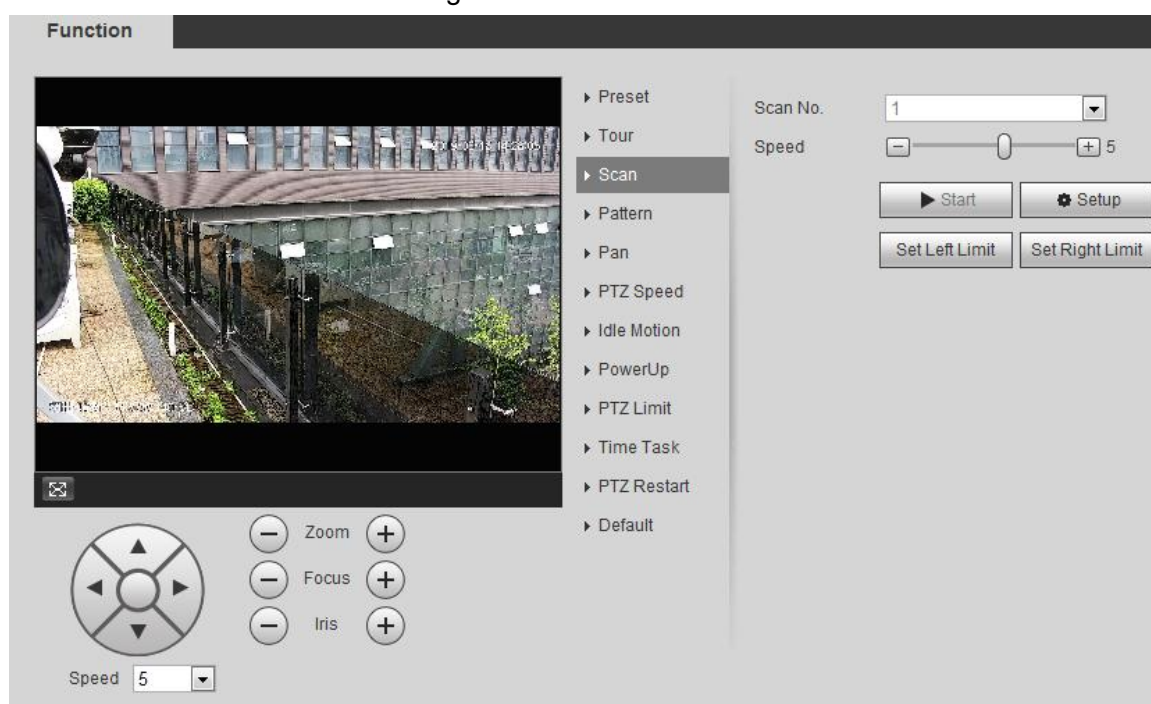 g
Function
Preset
Tour
Scan
Pattern
Pan
PTZ Speed
Idle Motion
PowerUp
PTZ Limit
Time Task
PTZ Restart
Default
Scan No. 1
Speed 5
Start Setup
Set Left Limit Set Right Limit
Zoom
Focus
Iris
Speed 5